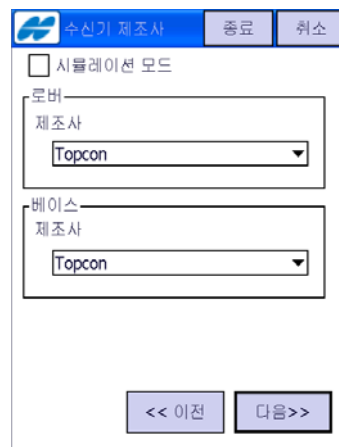 수신기 제조사 종료 취소
시뮬레이션 모드
로버
제조사
Topcon
베이스
제조사
Topcon
<< 이전 다음>>